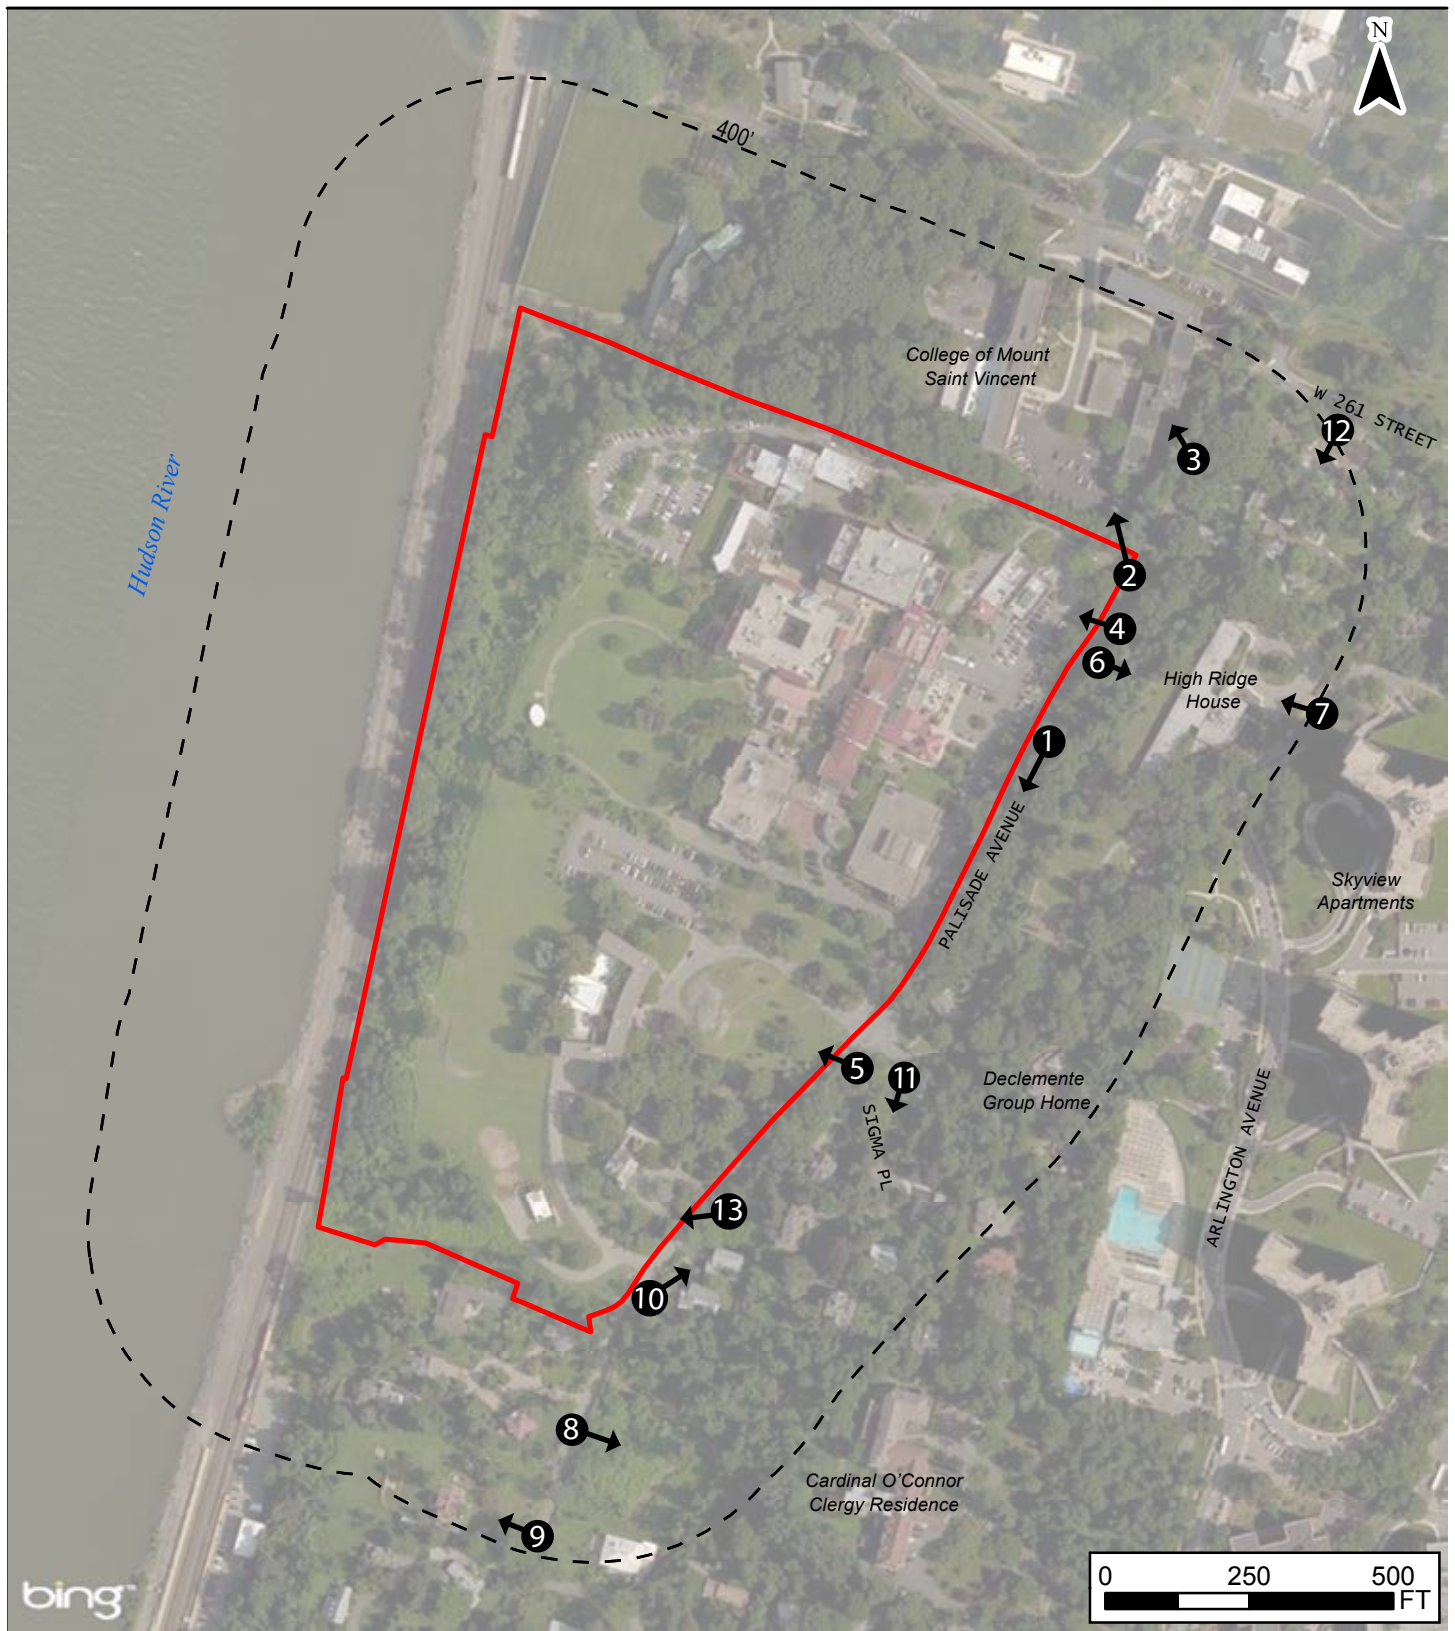 N
400'
W 261 STREET
College of Mount
Saint Vincent
12
3
Hudson River
2
4
6
High Ridge
House
7
1
PALISADE AVENUE
Skyview
Apartments
5
11
Declemente
Group Home
SIGMA PL
ARLINGTON AVENUE
13
10
8
Cardinal O'Connor
Clergy Residence
9
0 250 500
FT
bing